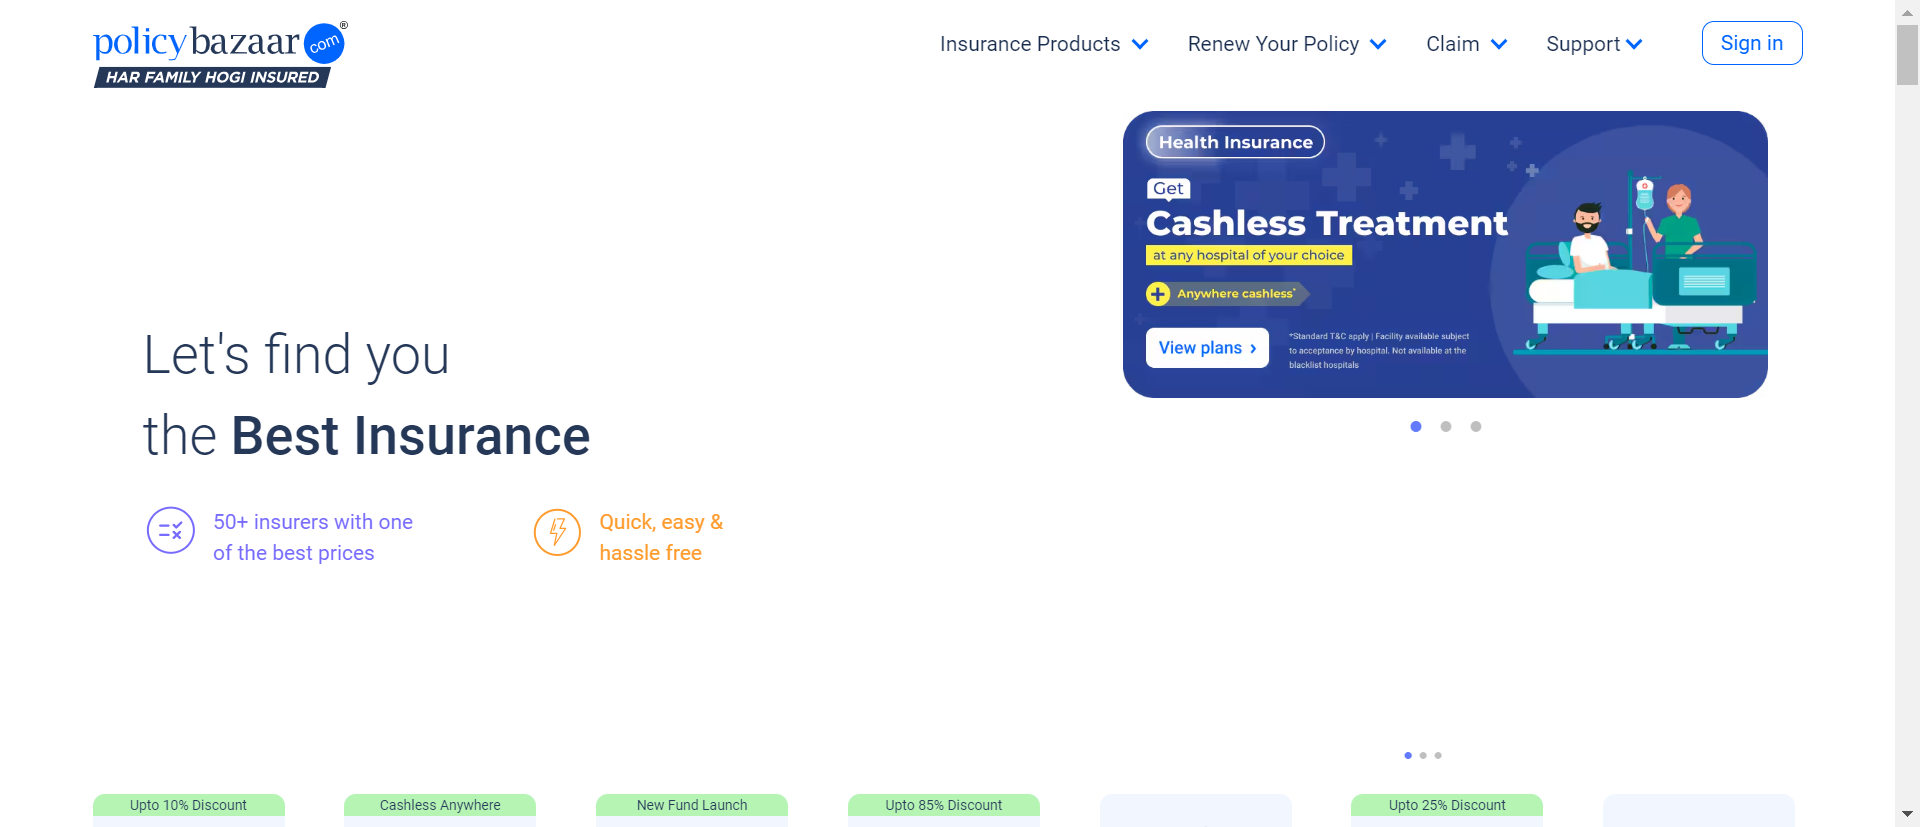 policybazaar com ®
HAR FAMILY HOGI INSURED
Insurance Products
Renew Your Policy
Claim
Support
Sign in
Health Insurance
Get
Cashless Treatment
at any hospital of your choice
Anywhere cashless*
View plans ›
*Standard T&C apply | Facility available subject
to acceptance by hospital. Not available at the
blacklist hospitals
Let's find you
the Best Insurance
50+ insurers with one
of the best prices
Quick, easy &
hassle free
Upto 10% Discount
Cashless Anywhere
New Fund Launch
Upto 85% Discount
Upto 25% Discount